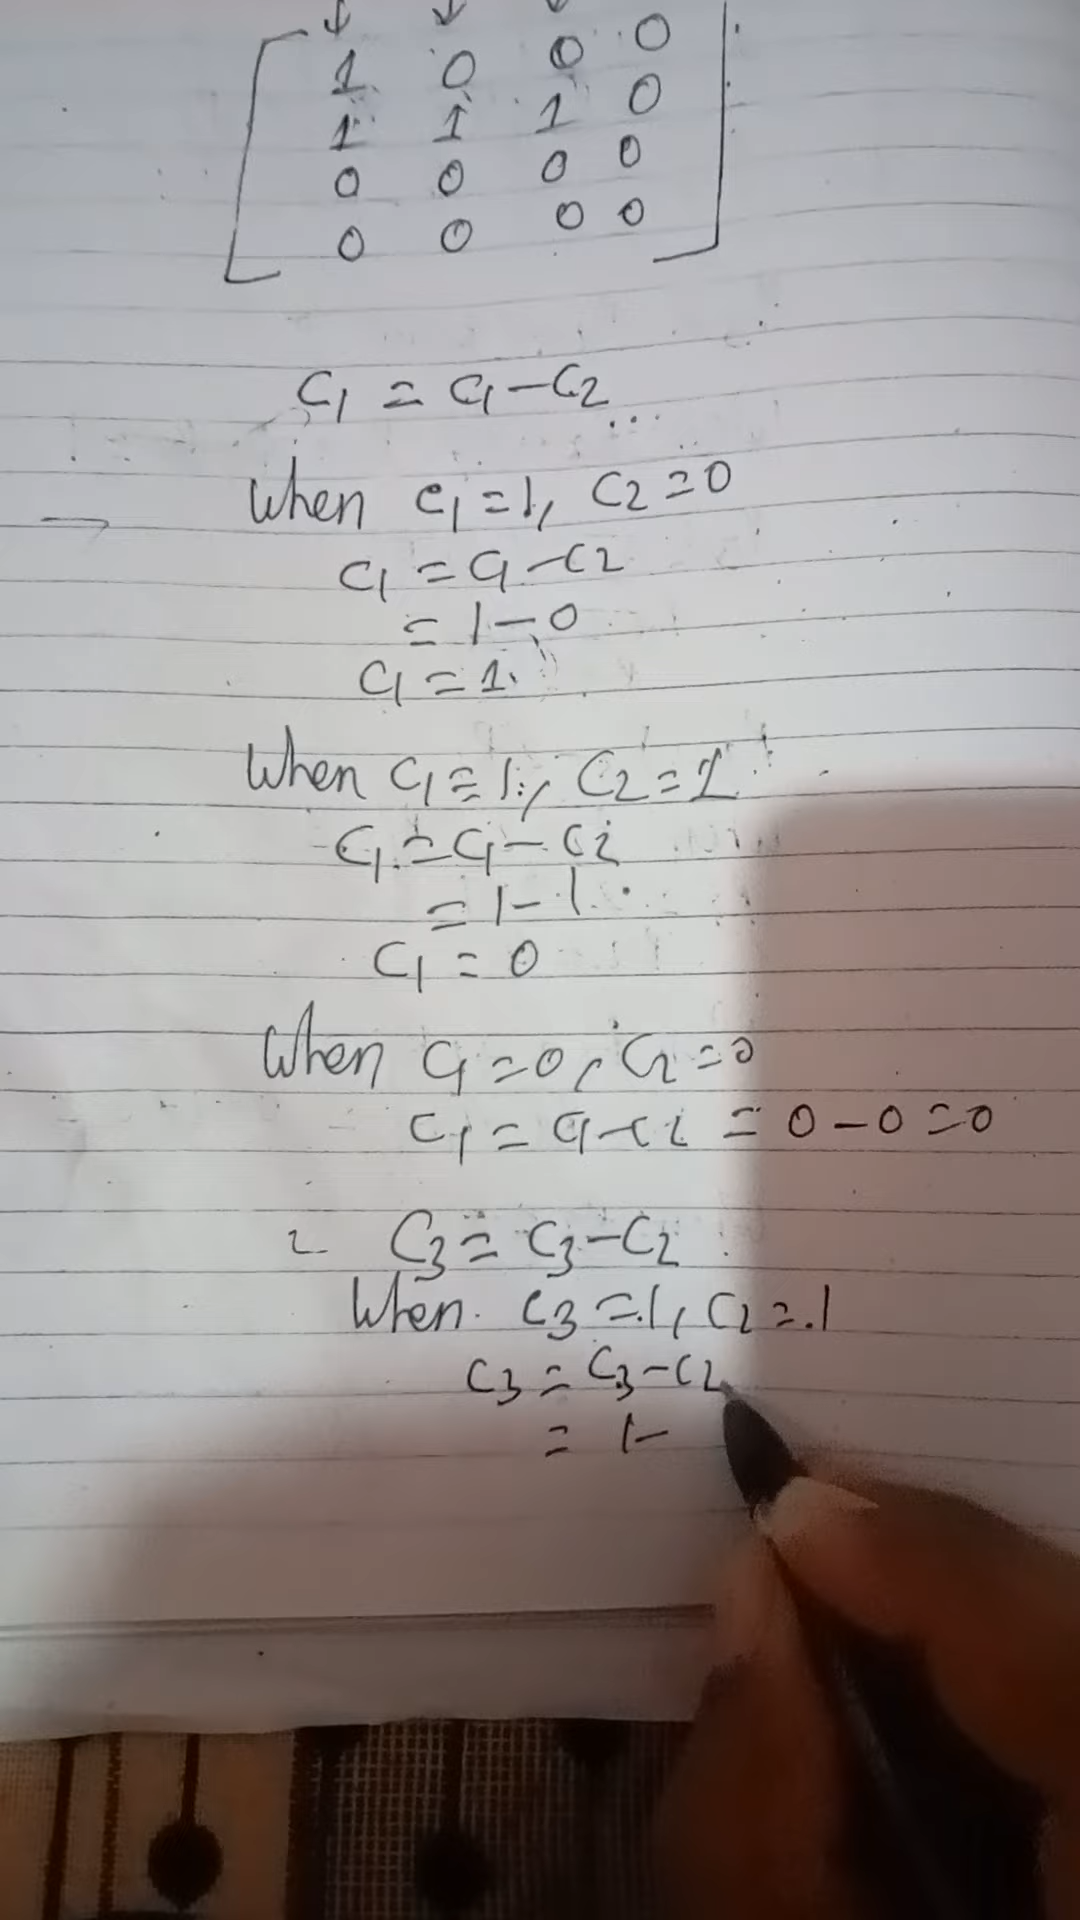 ↓ ↓ ↓
1 0 0 0
1 1 1 0
0 0 0 0
0 0 0 0
C1 = C1-C2
When C1=1, C2=0
C1 = C1-C2
= 1-0
C1 = 1
When C1=1, C2=1
C1 = C1-C2
= 1-1
C1 = 0
When C1=0, C2=0
C1 = C1-C2 = 0-0=0
2 C3 = C3-C2
When C3=1, C2=1
C3 = C3-C2
= 1-